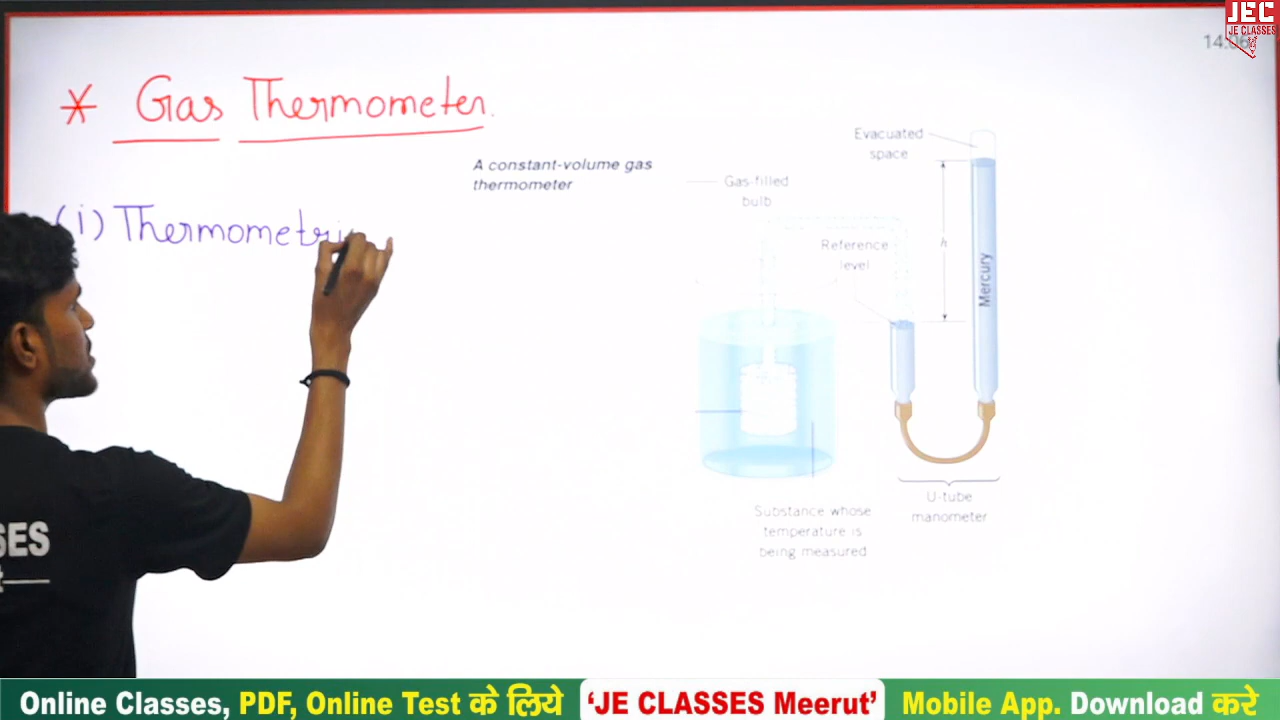 JEC
JE CLASSES
* Gas Thermometer.
A constant-volume gas
thermometer
Evacuated
space
Gas-filled
bulb
(i) Thermometri
Reference
level
h
Mercury
U-tube
manometer
Substance whose
temperature is
being measured
SES
Online Classes, PDF, Online Test के लिये 'JE CLASSES Meerut' Mobile App. Download करे